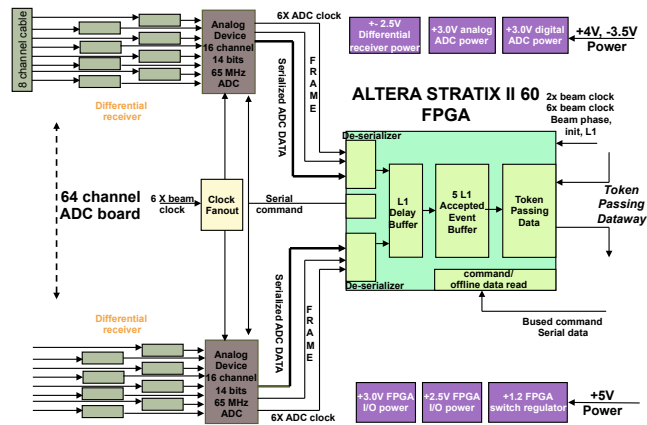 8 channel cable
Analog
Device
16 channel
14 bits
65 MHz
ADC
6X ADC clock
FRAME
Serialized ADC DATA
+- 2.5V
Differential
receiver power
+3.0V analog
ADC power
+3.0V digital
ADC power
+4V, -3.5V
Power
Differential
receiver
ALTERA STRATIX II 60
FPGA
2x beam clock
6x beam clock
Beam phase,
init, L1
De-serializer
64 channel
ADC board
6 X beam
clock
Clock
Fanout
Serial
command
L1
Delay
Buffer
5 L1
Accepted
Event
Buffer
Token
Passing
Data
Token
Passing
Dataway
De-serializer
command/
offline data read
Serialized ADC DATA
FRAME
Bused command
Serial data
Differential
receiver
Analog
Device
16 channel
14 bits
65 MHz
ADC
6X ADC clock
+3.0V FPGA
I/O power
+2.5V FPGA
I/O power
+1.2 FPGA
switch regulator
+5V
Power